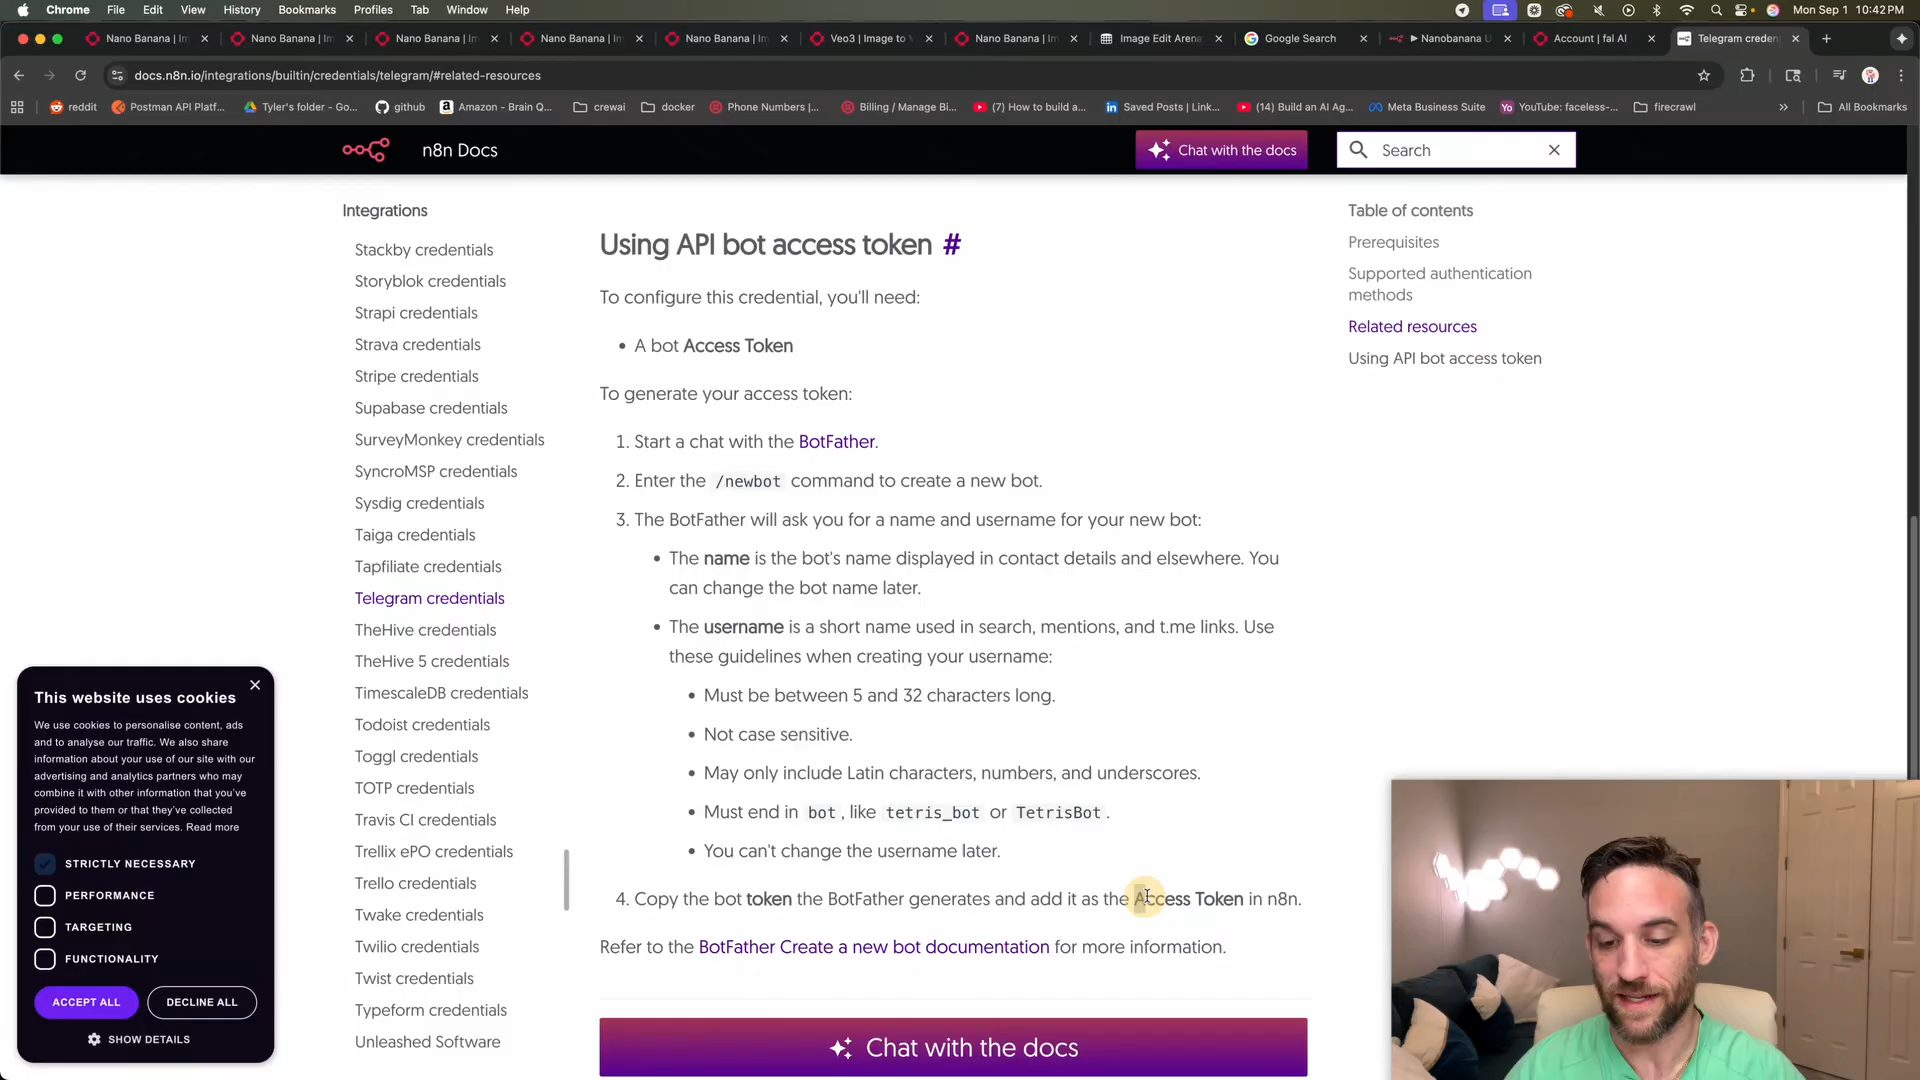 Chrome File Edit View History Bookmarks Profiles Tab Window Help Mon Sep 1 10:42 PM
Nano Banana | Im Nano Banana | Im Nano Banana | Im Nano Banana | Im Nano Banana | Im Veo3 | Image to V Nano Banana | Im Image Edit Arena Google Search Nanobanana U Account | fal AI Telegram creden
docs.n8n.io/integrations/builtin/credentials/telegram/#related-resources
reddit Postman API Platf... Tyler's folder - Go... github Amazon - Brain Q... crewai docker Phone Numbers |... Billing / Manage Bi... (7) How to build a... Saved Posts | Link... (14) Build an AI Ag... Meta Business Suite YouTube: faceless-... firecrawl All Bookmarks
n8n Docs
Chat with the docs
Search
Integrations
Stackby credentials
Storyblok credentials
Strapi credentials
Strava credentials
Stripe credentials
Supabase credentials
SurveyMonkey credentials
SyncroMSP credentials
Sysdig credentials
Taiga credentials
Tapfiliate credentials
Telegram credentials
TheHive credentials
TheHive 5 credentials
TimescaleDB credentials
Todoist credentials
Toggl credentials
TOTP credentials
Travis CI credentials
Trellix ePO credentials
Trello credentials
Twake credentials
Twilio credentials
Twist credentials
Typeform credentials
Unleashed Software
Using API bot access token #
To configure this credential, you'll need:
• A bot Access Token
To generate your access token:
1. Start a chat with the BotFather.
2. Enter the /newbot command to create a new bot.
3. The BotFather will ask you for a name and username for your new bot:
• The name is the bot's name displayed in contact details and elsewhere. You
can change the bot name later.
• The username is a short name used in search, mentions, and t.me links. Use
these guidelines when creating your username:
• Must be between 5 and 32 characters long.
• Not case sensitive.
• May only include Latin characters, numbers, and underscores.
• Must end in bot, like tetris_bot or TetrisBot.
• You can't change the username later.
4. Copy the bot token the BotFather generates and add it as the Access Token in n8n.
Refer to the BotFather Create a new bot documentation for more information.
Chat with the docs
Table of contents
Prerequisites
Supported authentication
methods
Related resources
Using API bot access token
This website uses cookies
We use cookies to personalise content, ads
and to analyse our traffic. We also share
information about your use of our site with our
advertising and analytics partners who may
combine it with other information that you've
provided to them or that they've collected
from your use of their services. Read more
STRICTLY NECESSARY
PERFORMANCE
TARGETING
FUNCTIONALITY
ACCEPT ALL
DECLINE ALL
SHOW DETAILS